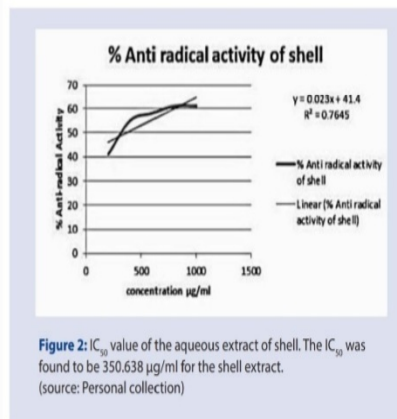 % Anti radical activity of shell
70
60
50
40
30
20
10
0
% Anti-radical Activity
0 500 1000 1500
concentration µg/ml
y = 0.023x + 41.4
R² = 0.7645
% Anti radical activity
of shell
Linear (% Anti radical
activity of shell)
Figure 2: IC₅₀ value of the aqueous extract of shell. The IC₅₀ was
found to be 350.638 µg/ml for the shell extract.
(source: Personal collection)